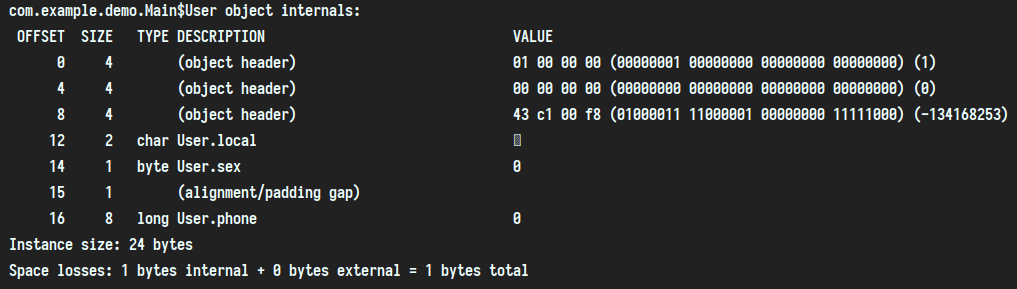 com.example.demo.Main$User object internals:
OFFSET SIZE TYPE DESCRIPTION VALUE
0 4 (object header) 01 00 00 00 (00000001 00000000 00000000 00000000) (1)
4 4 (object header) 00 00 00 00 (00000000 00000000 00000000 00000000) (0)
8 4 (object header) 43 c1 00 f8 (01000011 11000001 00000000 11111000) (-134168253)
12 2 char User.local
14 1 byte User.sex 0
15 1 (alignment/padding gap)
16 8 long User.phone 0
Instance size: 24 bytes
Space losses: 1 bytes internal + 0 bytes external = 1 bytes total